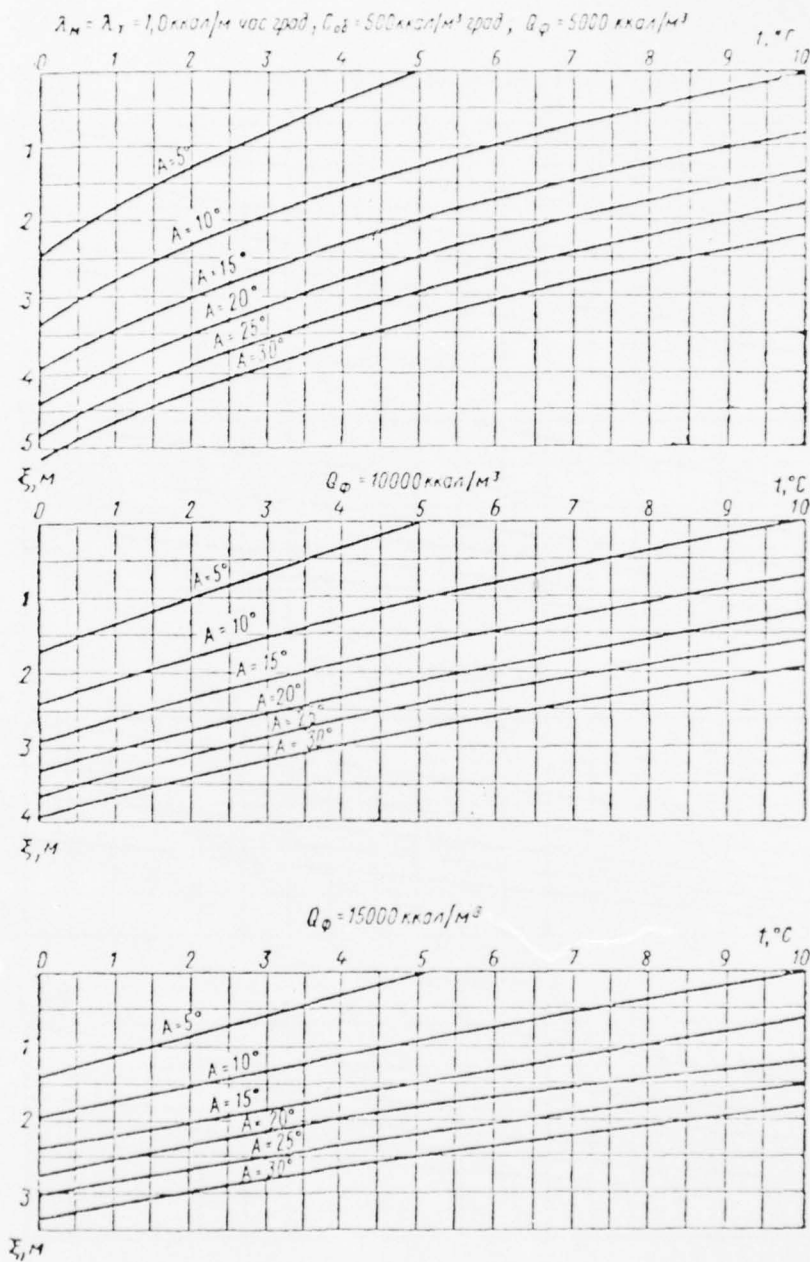 λм = λт = 1,0 ккал/м час град, Cоб = 500 ккал/м³ град, Qф = 5000 ккал/м³
t,°C
0 1 2 3 4 5 6 7 8 9 10
1
2
3
4
5
A=5°
A=10°
A=15°
A=20°
A=25°
A=30°
ξ,м
Qф = 10000 ккал/м³
t,°C
0 1 2 3 4 5 6 7 8 9 10
1
2
3
4
A=5°
A=10°
A=15°
A=20°
A=25°
A=30°
ξ,м
Qф = 15000 ккал/м³
t,°C
0 1 2 3 4 5 6 7 8 9 10
1
2
3
A=5°
A=10°
A=15°
A=20°
A=25°
A=30°
ξ,м